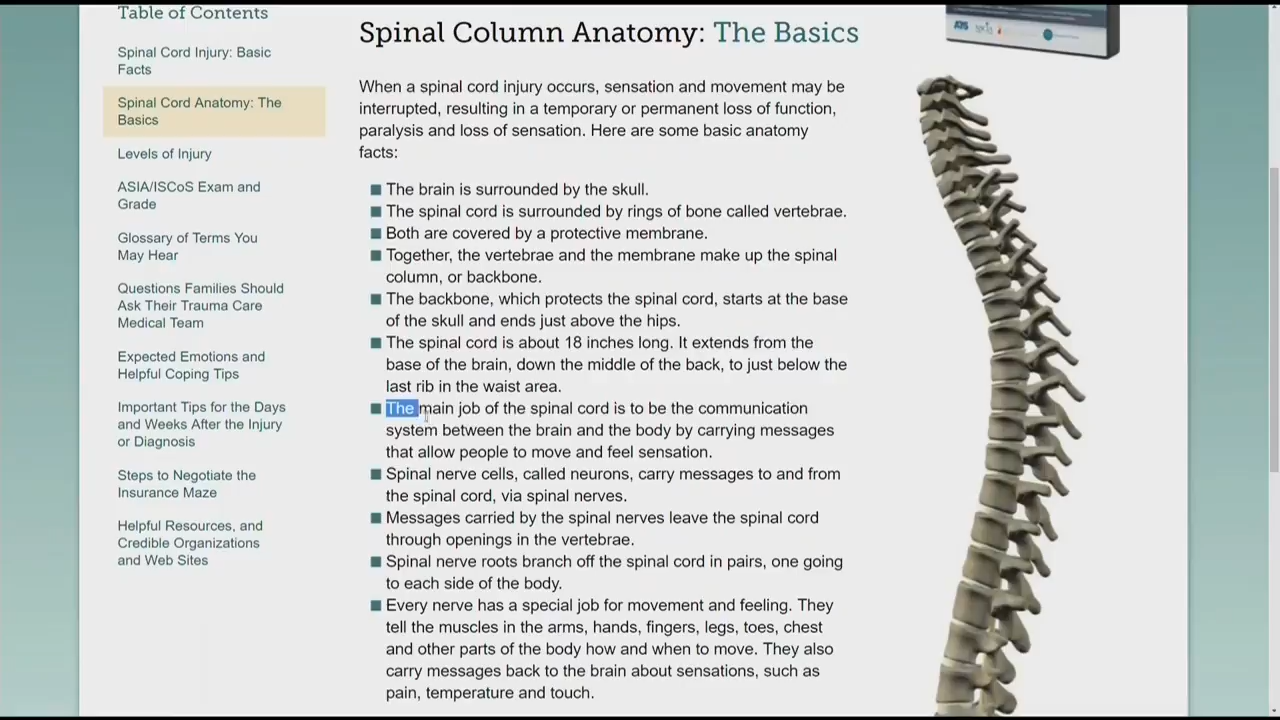 Table of Contents
Spinal Cord Injury: Basic
Facts
Spinal Cord Anatomy: The
Basics
Levels of Injury
ASIA/ISCoS Exam and
Grade
Glossary of Terms You
May Hear
Questions Families Should
Ask Their Trauma Care
Medical Team
Expected Emotions and
Helpful Coping Tips
Important Tips for the Days
and Weeks After the Injury
or Diagnosis
Steps to Negotiate the
Insurance Maze
Helpful Resources, and
Credible Organizations
and Web Sites
Spinal Column Anatomy: The Basics
When a spinal cord injury occurs, sensation and movement may be
interrupted, resulting in a temporary or permanent loss of function,
paralysis and loss of sensation. Here are some basic anatomy
facts:
The brain is surrounded by the skull.
The spinal cord is surrounded by rings of bone called vertebrae.
Both are covered by a protective membrane.
Together, the vertebrae and the membrane make up the spinal
column, or backbone.
The backbone, which protects the spinal cord, starts at the base
of the skull and ends just above the hips.
The spinal cord is about 18 inches long. It extends from the
base of the brain, down the middle of the back, to just below the
last rib in the waist area.
The main job of the spinal cord is to be the communication
system between the brain and the body by carrying messages
that allow people to move and feel sensation.
Spinal nerve cells, called neurons, carry messages to and from
the spinal cord, via spinal nerves.
Messages carried by the spinal nerves leave the spinal cord
through openings in the vertebrae.
Spinal nerve roots branch off the spinal cord in pairs, one going
to each side of the body.
Every nerve has a special job for movement and feeling. They
tell the muscles in the arms, hands, fingers, legs, toes, chest
and other parts of the body how and when to move. They also
carry messages back to the brain about sensations, such as
pain, temperature and touch.